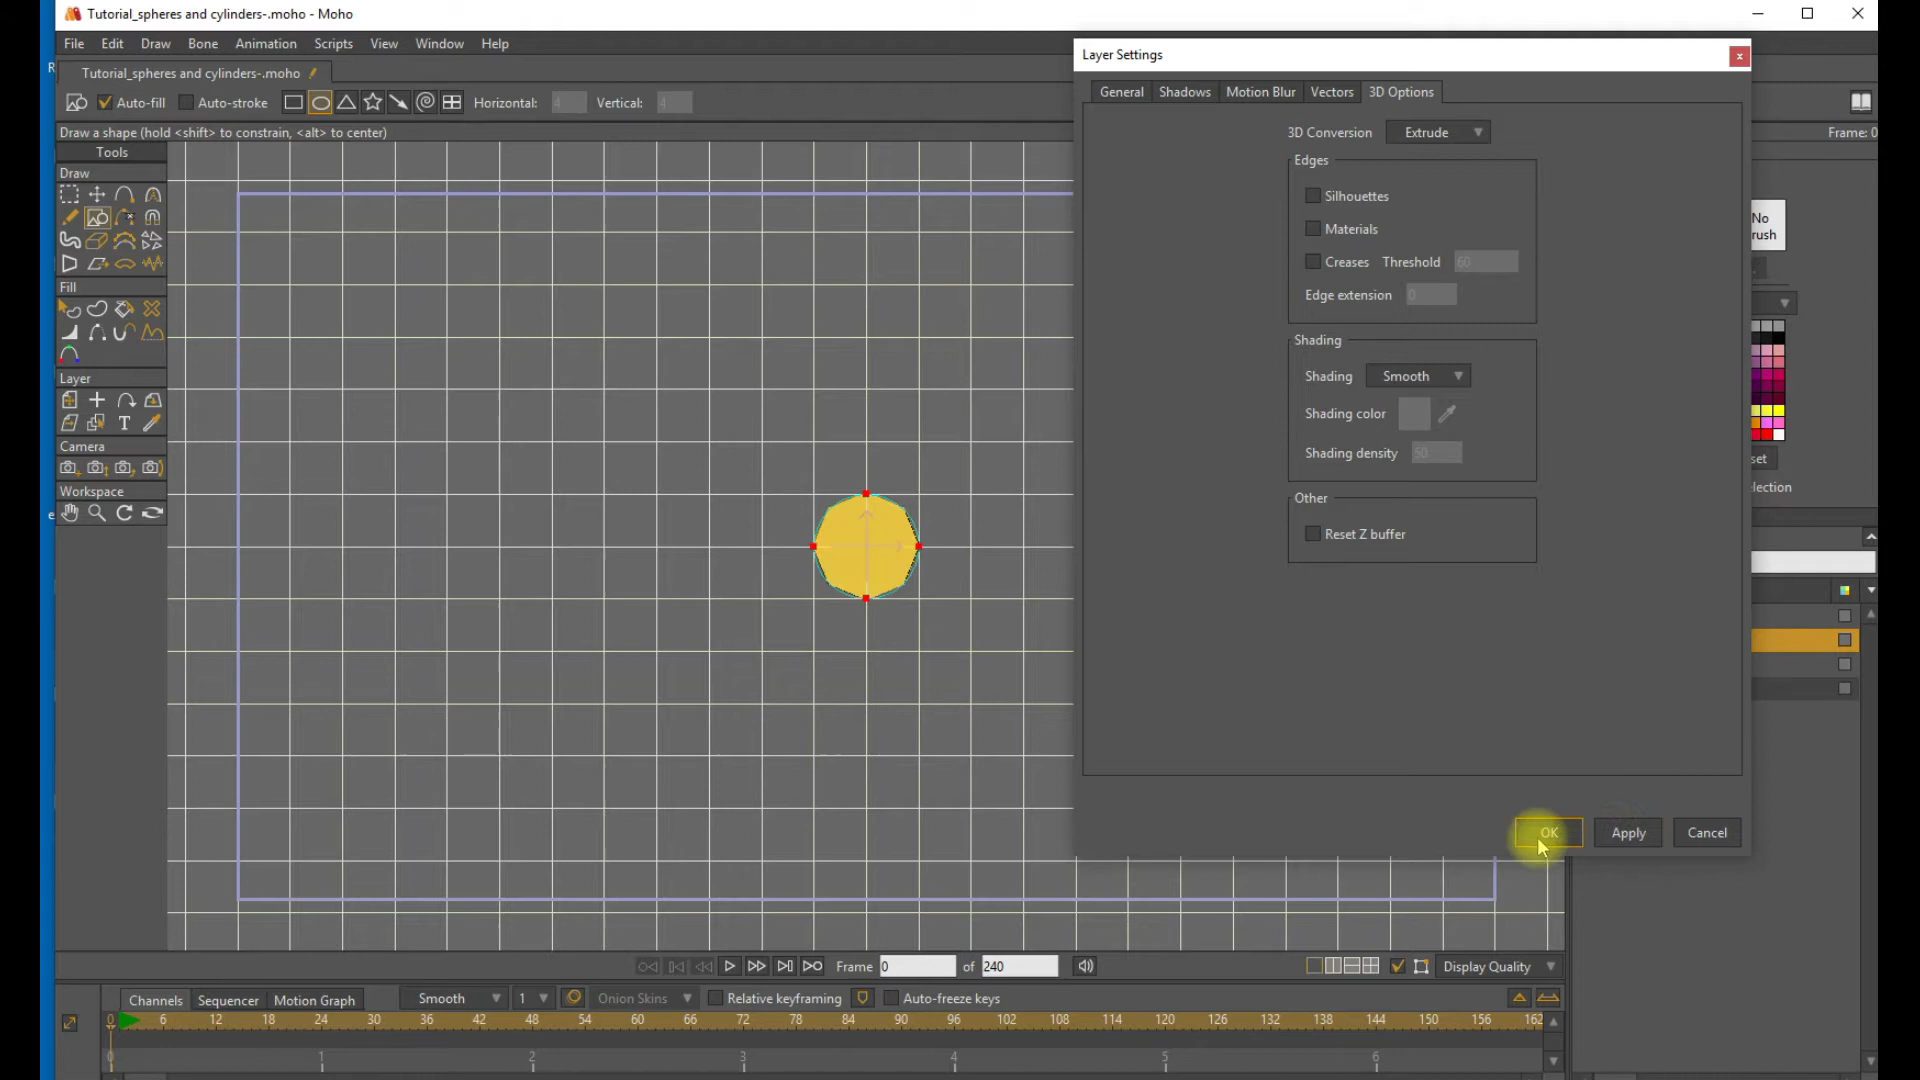 Tutorial_spheres and cylinders-.moho - Moho
File Edit Draw Bone Animation Scripts View Window Help
Layer Settings
Tutorial_spheres and cylinders-.moho
General Shadows Motion Blur Vectors 3D Options
Auto-fill Auto-stroke Horizontal: 4 Vertical: 4
Draw a shape (hold <shift> to constrain, <alt> to center)
Frame: 0
3D Conversion Extrude
Tools
Draw
Edges
Silhouettes
Materials
Creases Threshold 60
Edge extension 0
No
rush
Fill
Shading
Shading Smooth
Shading color
Shading density 50
Layer
T
Camera
set
lection
Workspace
Other
Reset Z buffer
OK Apply Cancel
Frame 0 of 240 Display Quality
Channels Sequencer Motion Graph Smooth 1 Onion Skins Relative keyframing Auto-freeze keys
0 6 12 18 24 30 36 42 48 54 60 66 72 78 84 90 96 102 108 114 120 126 132 138 144 150 156 162
0 1 2 3 4 5 6